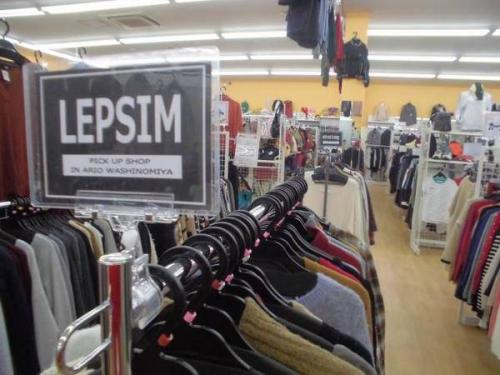 LEPSIM
PICK UP SHOP
IN ARIO WASHINOMIYA